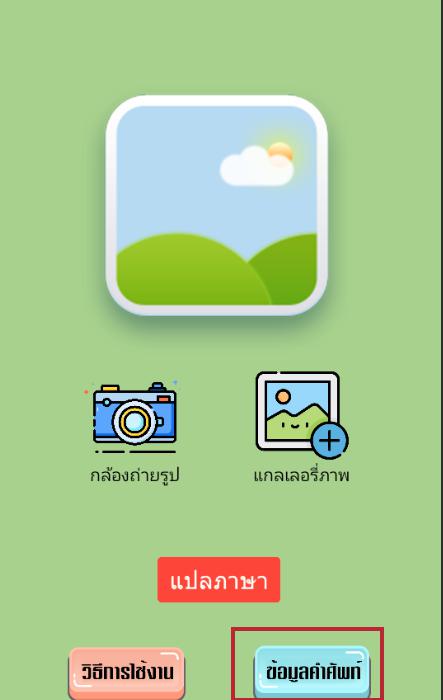 กล้องถ่ายรูป
แกลเลอรี่ภาพ
แปลภาษา
วิธีการใช้งาน
ข้อมูลคำศัพท์